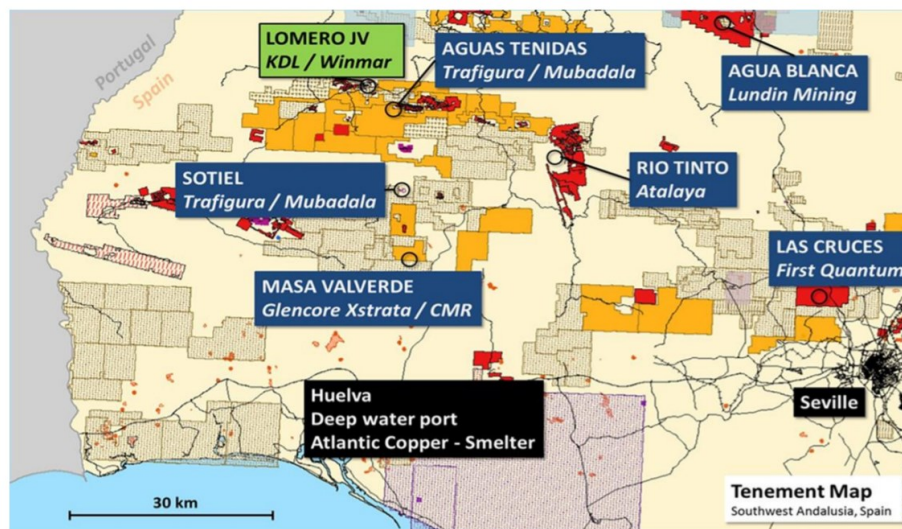 Portugal
Spain
LOMERO JV
KDL / Winmar
AGUAS TENIDAS
Trafigura / Mubadala
AGUA BLANCA
Lundin Mining
SOTIEL
Trafigura / Mubadala
RIO TINTO
Atalaya
MASA VALVERDE
Glencore Xstrata / CMR
LAS CRUCES
First Quantum
Huelva
Deep water port
Atlantic Copper - Smelter
Seville
30 km
Tenement Map
Southwest Andalusia, Spain